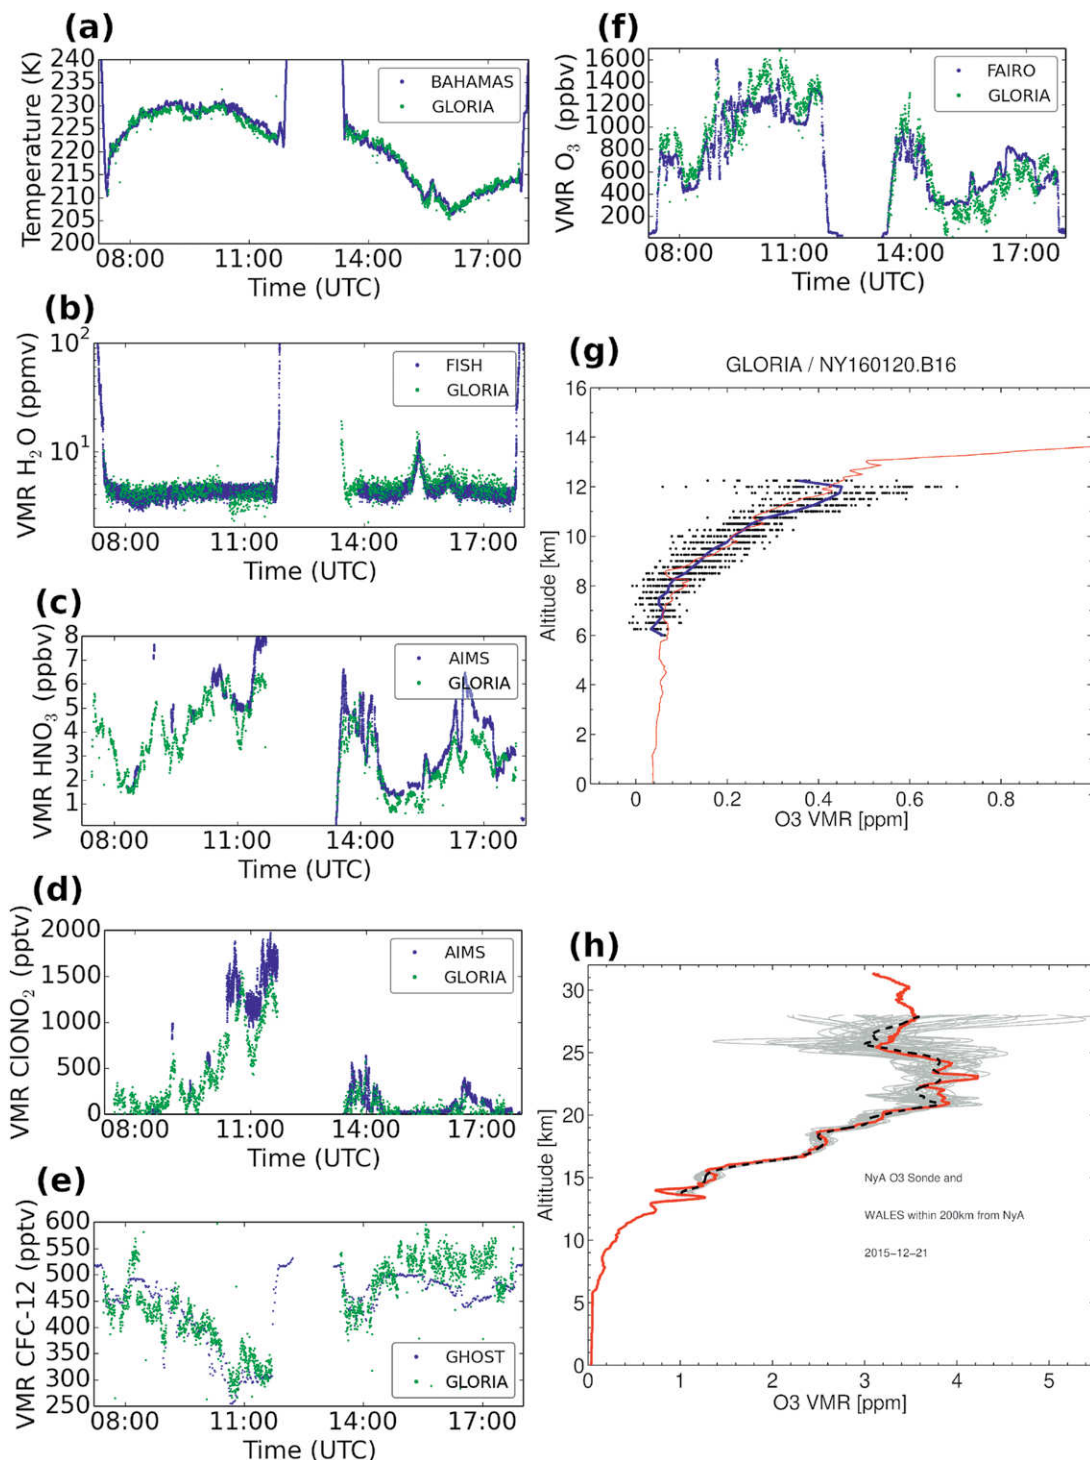 (a)
Temperature (K)
240
235
230
225
220
215
210
205
200
BAHAMAS
GLORIA
08:00 11:00 14:00 17:00
Time (UTC)
(b)
VMR H2O (ppmv)
10²
10¹
FISH
GLORIA
08:00 11:00 14:00 17:00
Time (UTC)
(c)
VMR HNO3 (ppbv)
8
7
6
5
4
3
2
1
AIMS
GLORIA
08:00 11:00 14:00 17:00
Time (UTC)
(d)
VMR ClONO2 (pptv)
2000
1500
1000
500
0
AIMS
GLORIA
08:00 11:00 14:00 17:00
Time (UTC)
(e)
VMR CFC-12 (pptv)
600
550
500
450
400
350
300
250
GHOST
GLORIA
08:00 11:00 14:00 17:00
Time (UTC)
(f)
VMR O3 (ppbv)
1600
1400
1200
1000
800
600
400
200
FAIRO
GLORIA
08:00 11:00 14:00 17:00
Time (UTC)
(g)
GLORIA / NY160120.B16
Altitude [km]
16
14
12
10
8
6
4
2
0
0 0.2 0.4 0.6 0.8
O3 VMR [ppm]
(h)
Altitude [km]
30
25
20
15
10
5
0
NyA O3 Sonde and
WALES within 200km from NyA
2015−12−21
0 1 2 3 4 5
O3 VMR [ppm]